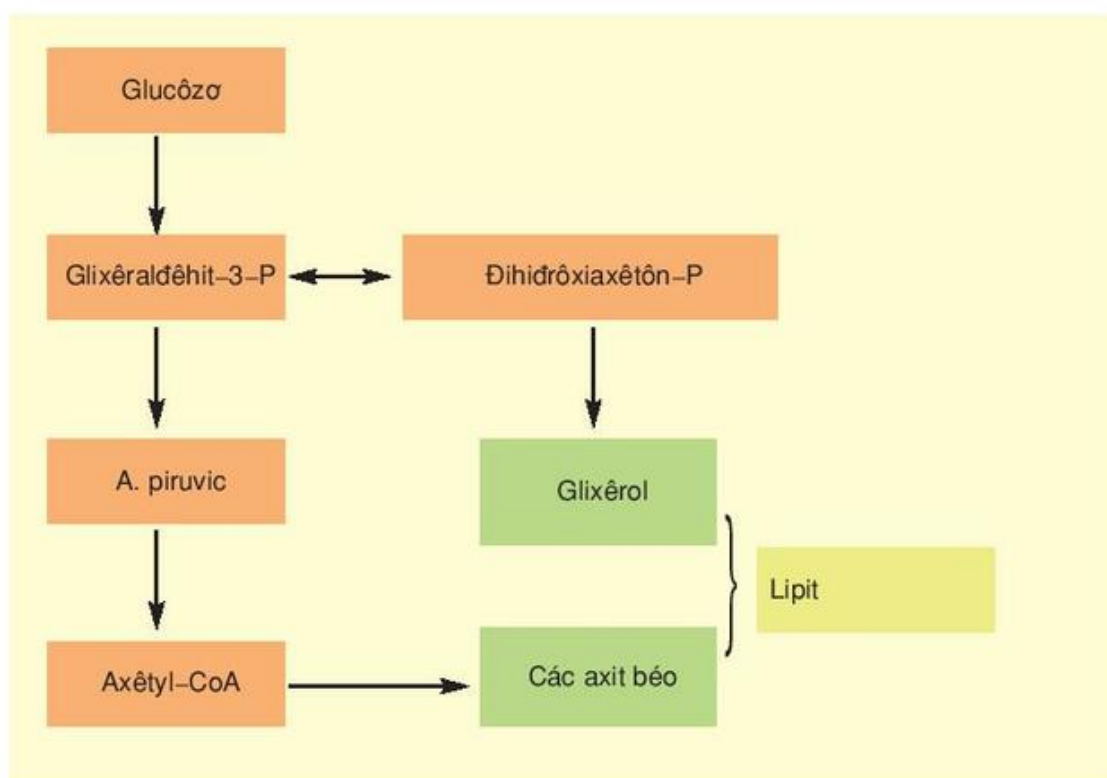 Glucôzơ
Glixêralđêhit–3–P
Đihiđrôxiaxêtôn–P
A. piruvic
Glixêrol
Lipit
Axêtyl–CoA
Các axit béo